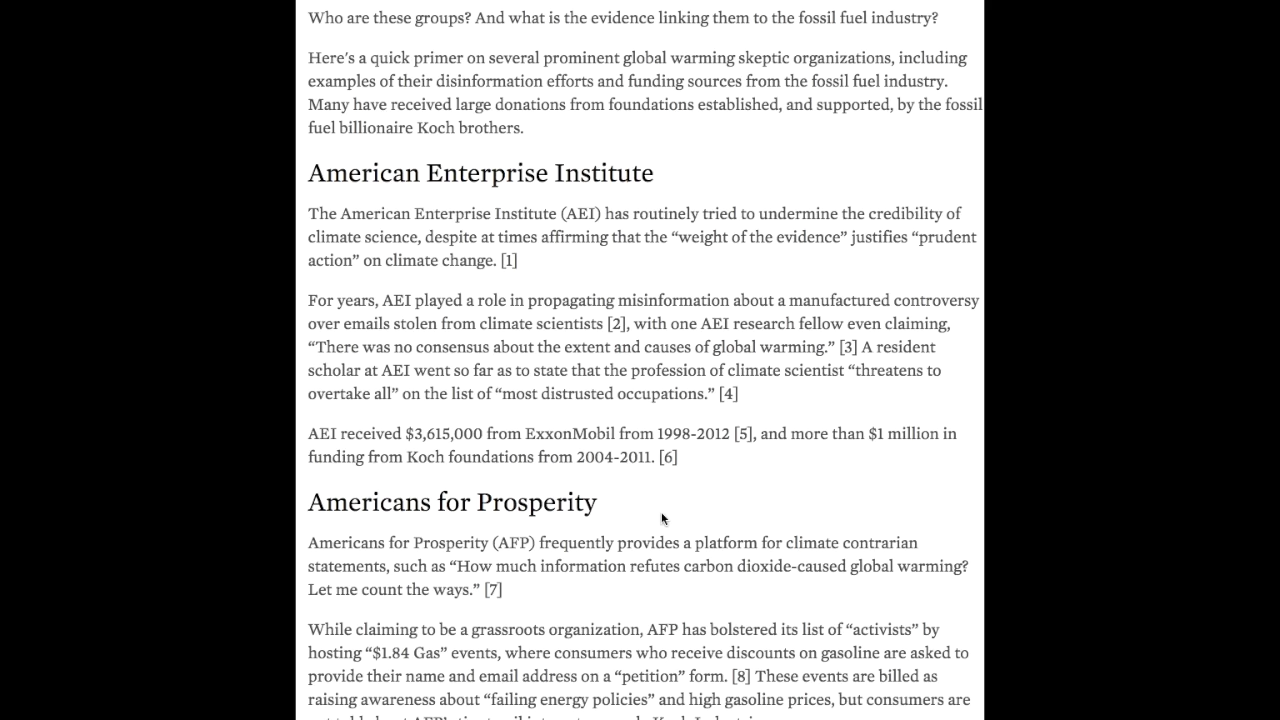 Who are these groups? And what is the evidence linking them to the fossil fuel industry?
Here's a quick primer on several prominent global warming skeptic organizations, including
examples of their disinformation efforts and funding sources from the fossil fuel industry.
Many have received large donations from foundations established, and supported, by the fossil
fuel billionaire Koch brothers.
American Enterprise Institute
The American Enterprise Institute (AEI) has routinely tried to undermine the credibility of
climate science, despite at times affirming that the “weight of the evidence” justifies “prudent
action” on climate change. [1]
For years, AEI played a role in propagating misinformation about a manufactured controversy
over emails stolen from climate scientists [2], with one AEI research fellow even claiming,
“There was no consensus about the extent and causes of global warming.” [3] A resident
scholar at AEI went so far as to state that the profession of climate scientist “threatens to
overtake all” on the list of “most distrusted occupations.” [4]
AEI received $3,615,000 from ExxonMobil from 1998-2012 [5], and more than $1 million in
funding from Koch foundations from 2004-2011. [6]
Americans for Prosperity
Americans for Prosperity (AFP) frequently provides a platform for climate contrarian
statements, such as “How much information refutes carbon dioxide-caused global warming?
Let me count the ways.” [7]
While claiming to be a grassroots organization, AFP has bolstered its list of “activists” by
hosting “$1.84 Gas” events, where consumers who receive discounts on gasoline are asked to
provide their name and email address on a “petition” form. [8] These events are billed as
raising awareness about “failing energy policies” and high gasoline prices, but consumers are